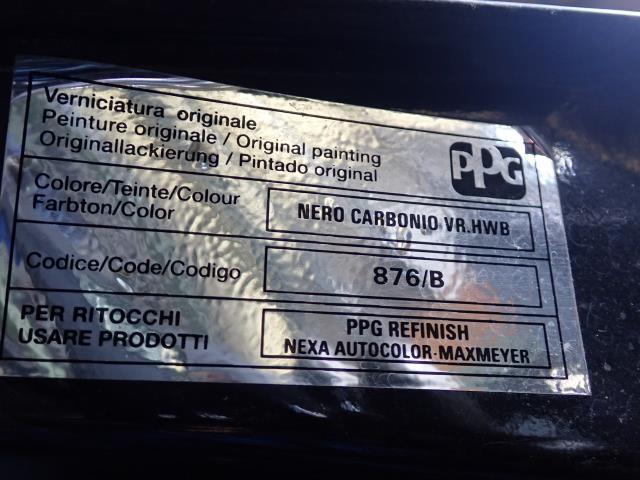 Verniciatura originale
Peinture originale / Original painting
Originallackierung / Pintado original
PPG
Colore/Teinte/Colour
Farbton/Color
NERO CARBONIO VR.HWB
Codice/Code/Codigo
876/B
PER RITOCCHI
USARE PRODOTTI
PPG REFINISH
NEXA AUTOCOLOR-MAXMEYER